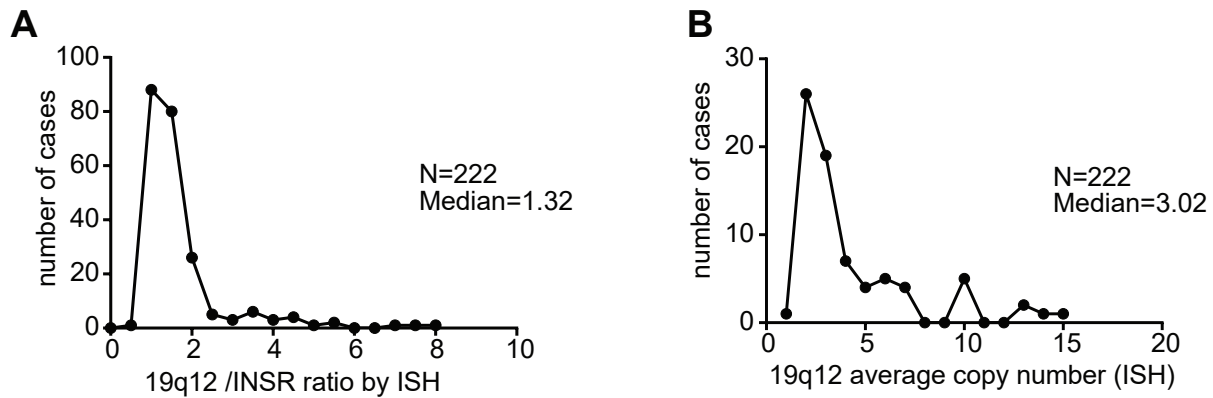 A
100
80
60
40
20
0
number of cases
0 2 4 6 8 10
19q12 /INSR ratio by ISH
N=222
Median=1.32
B
30
20
10
0
number of cases
0 5 10 15 20
19q12 average copy number (ISH)
N=222
Median=3.02